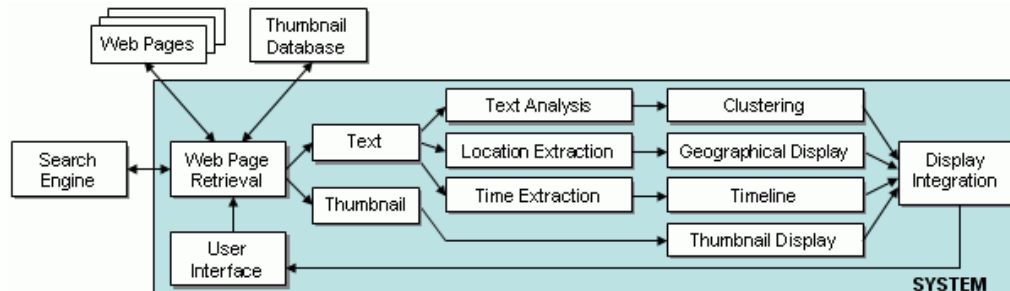 Web Pages
Thumbnail
Database
Search
Engine
Web Page
Retrieval
User
Interface
Text
Thumbnail
Text Analysis
Location Extraction
Time Extraction
Clustering
Geographical Display
Timeline
Thumbnail Display
Display
Integration
SYSTEM